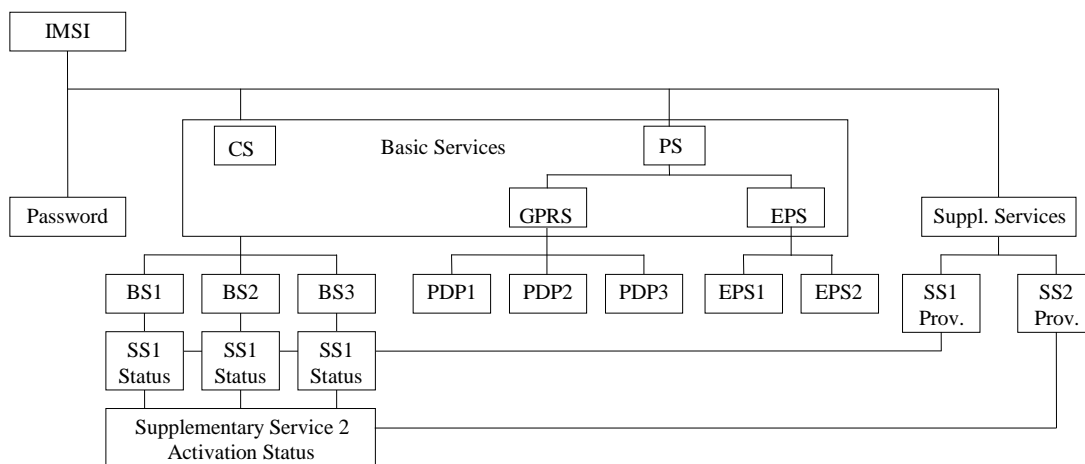 IMSI
CS
Basic Services
PS
Password
GPRS
EPS
Suppl. Services
BS1
BS2
BS3
PDP1
PDP2
PDP3
EPS1
EPS2
SS1
Prov.
SS2
Prov.
SS1
Status
SS1
Status
SS1
Status
Supplementary Service 2
Activation Status